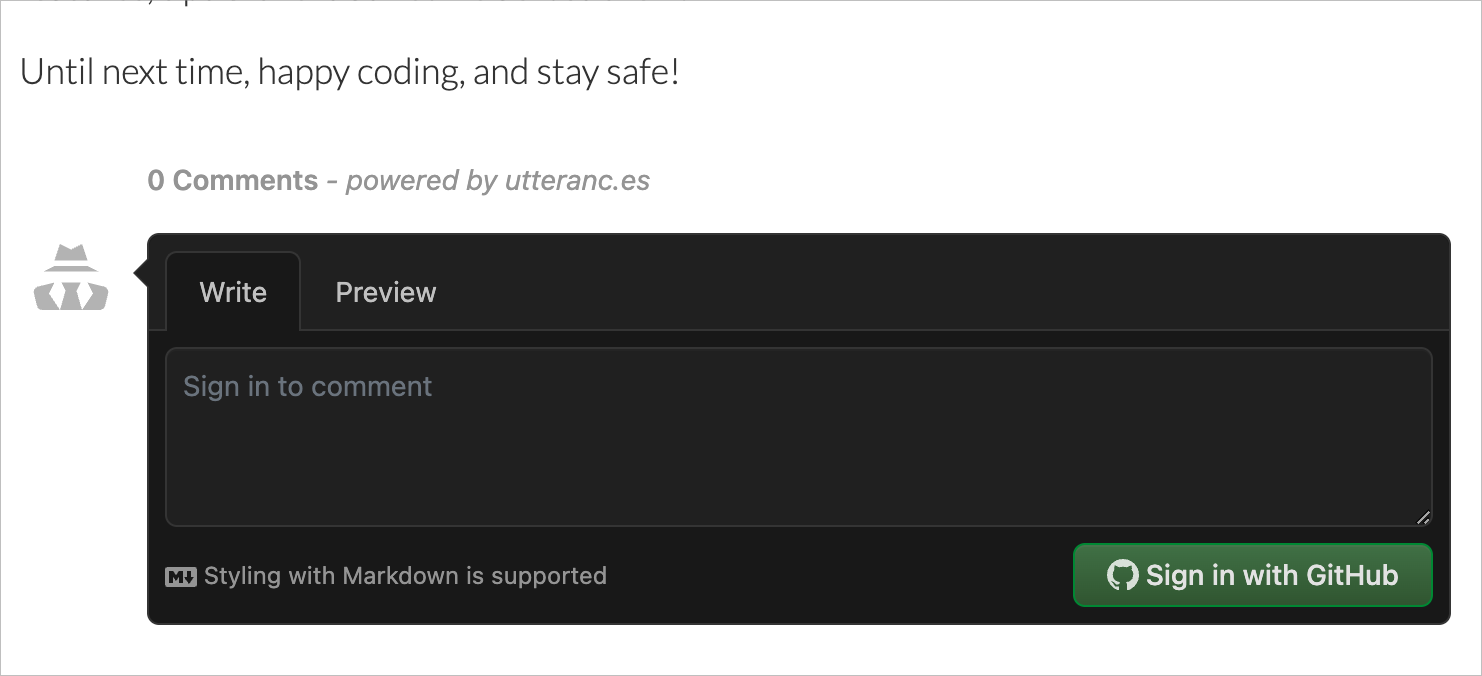 Until next time, happy coding, and stay safe!
0 Comments - powered by utteranc.es
Write Preview
Sign in to comment
M Styling with Markdown is supported
Sign in with GitHub